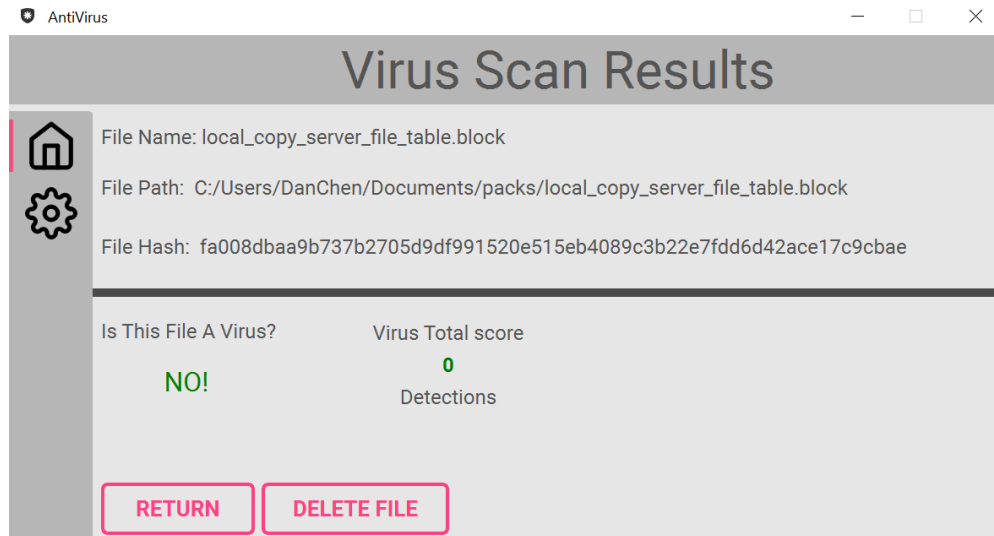 AntiVirus
Virus Scan Results
File Name: local_copy_server_file_table.block
File Path: C:/Users/DanChen/Documents/packs/local_copy_server_file_table.block
File Hash: fa008dbaa9b737b2705d9df991520e515eb4089c3b22e7fdd6d42ace17c9cbae
Is This File A Virus?
NO!
Virus Total score
0
Detections
RETURN
DELETE FILE